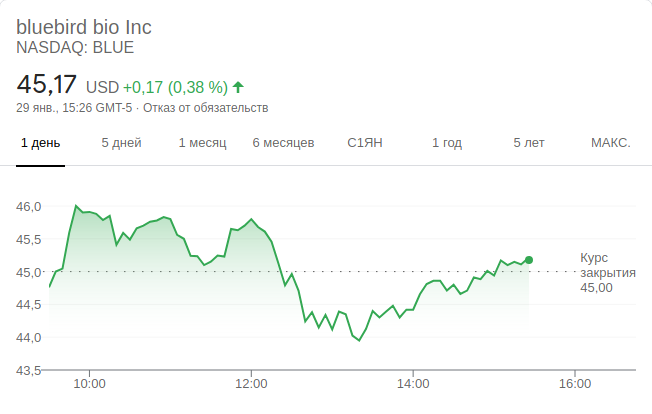 bluebird bio Inc
NASDAQ: BLUE
45,17 USD +0,17 (0,38 %)
29 янв., 15:26 GMT-5 · Отказ от обязательств
1 день 5 дней 1 месяц 6 месяцев С1ЯН 1 год 5 лет МАКС.
46,0
45,5
45,0
44,5
44,0
43,5
Курс
закрытия
45,00
10:00 12:00 14:00 16:00